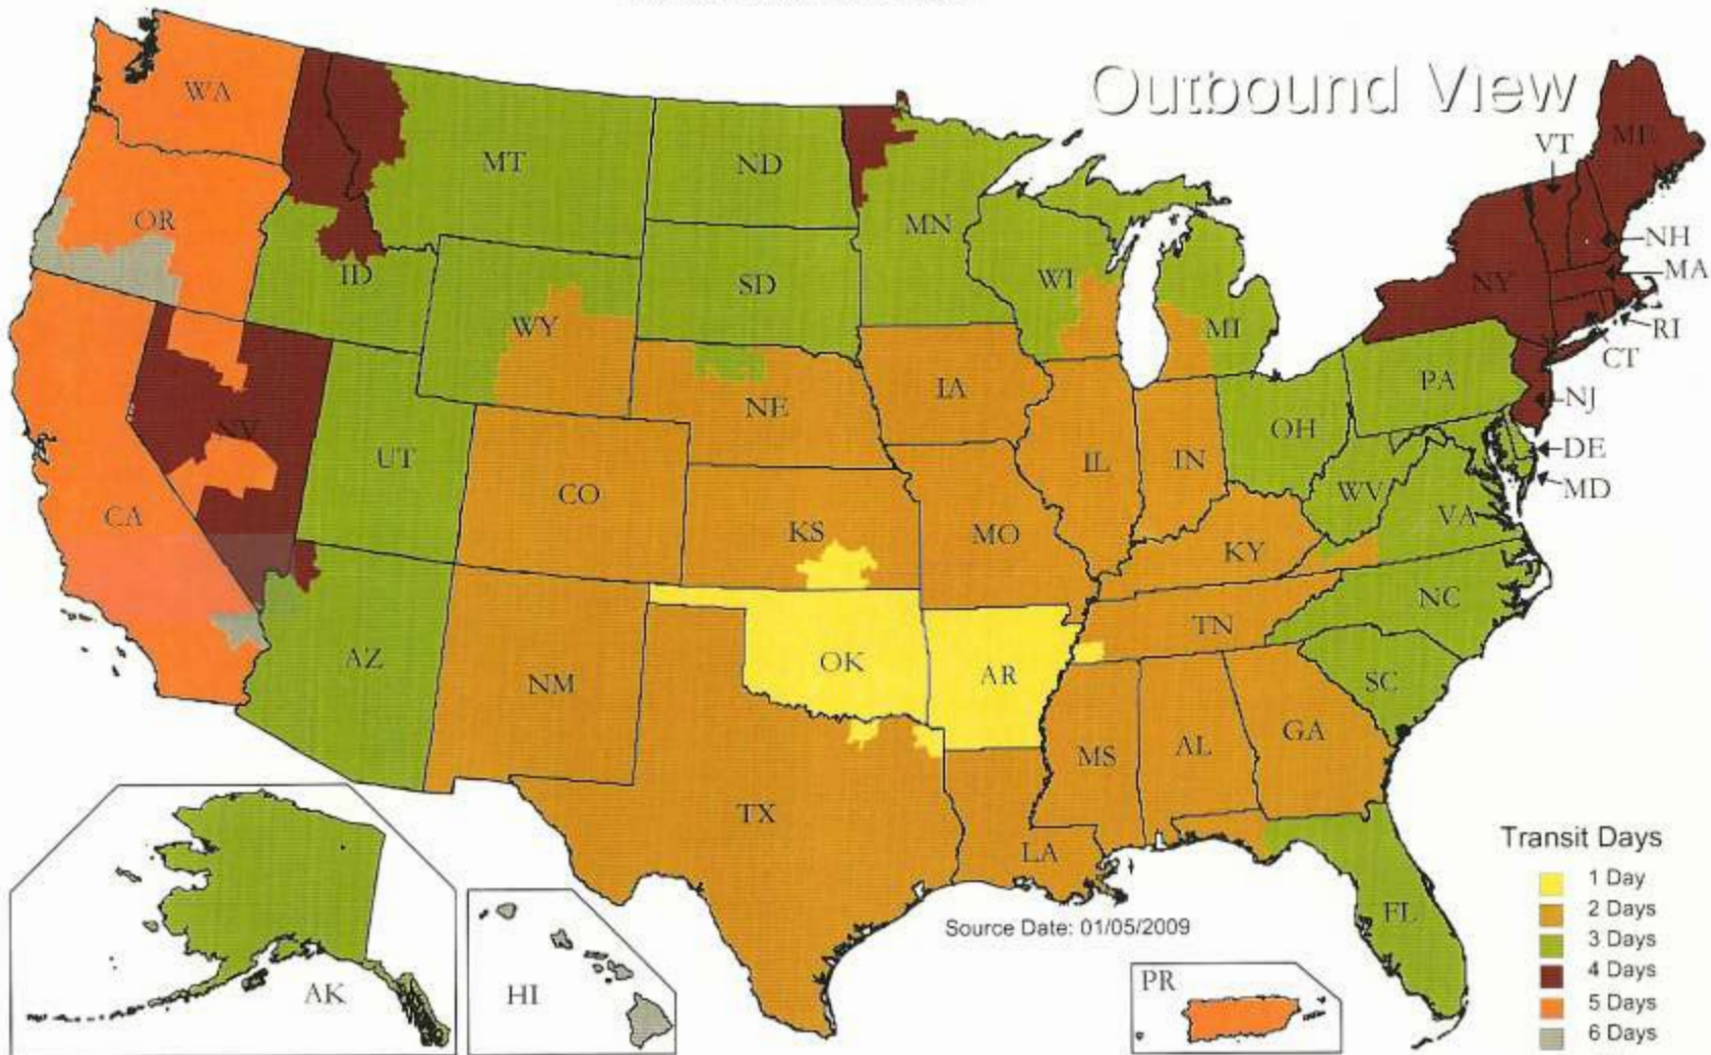 Outbound View
WA
MT
ND
MN
VT
ME
OR
ID
WY
SD
WI
MI
NY
NH
MA
RI
CT
NV
UT
NE
IA
PA
NJ
CA
CO
KS
MO
IL
IN
OH
DE
MD
WV
VA
KY
AZ
NM
OK
AR
TN
NC
SC
TX
MS
AL
GA
LA
FL
AK
HI
PR
Source Date: 01/05/2009
Transit Days
1 Day
2 Days
3 Days
4 Days
5 Days
6 Days